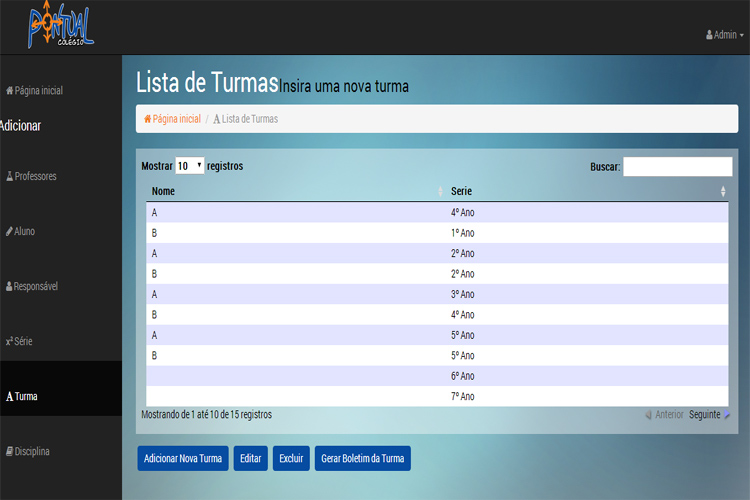 PONTUAL
COLÉGIO
Admin
Página inicial
Adicionar
Professores
Aluno
Responsável
x² Série
A Turma
Disciplina
Lista de Turmas Insira uma nova turma
Página inicial / A Lista de Turmas
Mostrar 10 registros
Buscar:
Nome Serie
A 4º Ano
B 1º Ano
A 2º Ano
B 2º Ano
A 3º Ano
B 4º Ano
A 5º Ano
B 5º Ano
6º Ano
7º Ano
Mostrando de 1 até 10 de 15 registros
Anterior Seguinte
Adicionar Nova Turma Editar Excluir Gerar Boletim da Turma